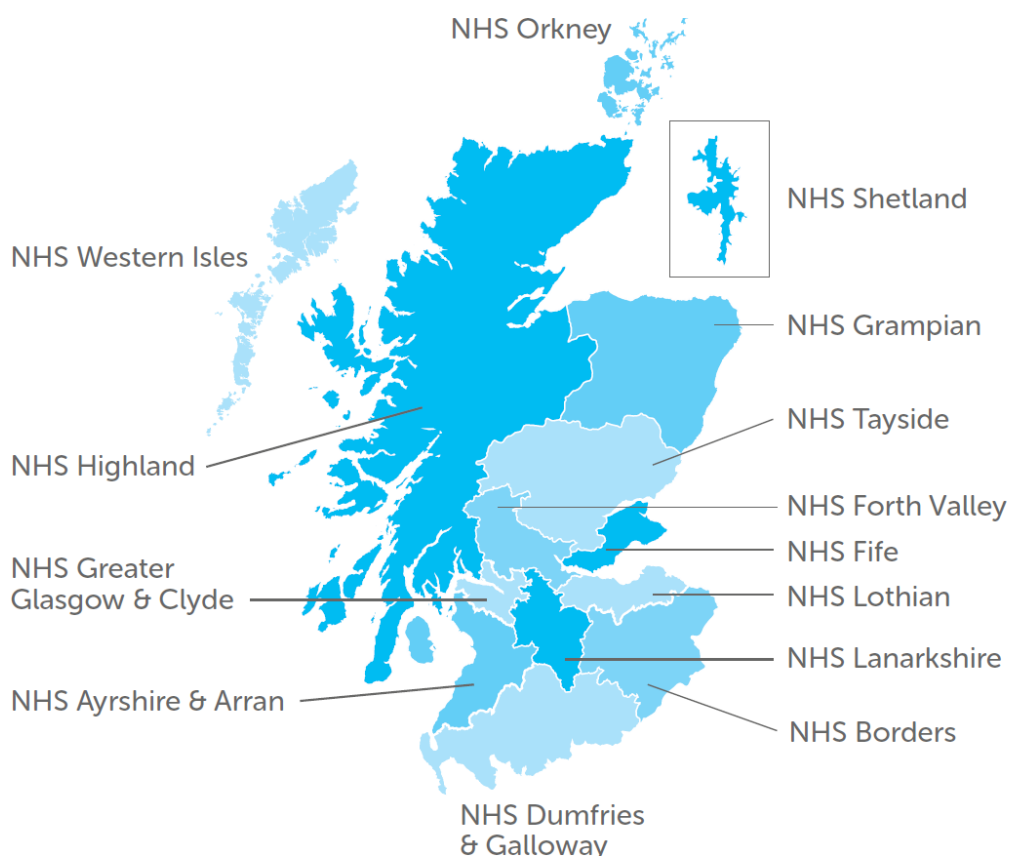 NHS Orkney
NHS Shetland
NHS Western Isles
NHS Grampian
NHS Tayside
NHS Highland
NHS Forth Valley
NHS Fife
NHS Greater
Glasgow & Clyde
NHS Lothian
NHS Lanarkshire
NHS Ayrshire & Arran
NHS Borders
NHS Dumfries
& Galloway